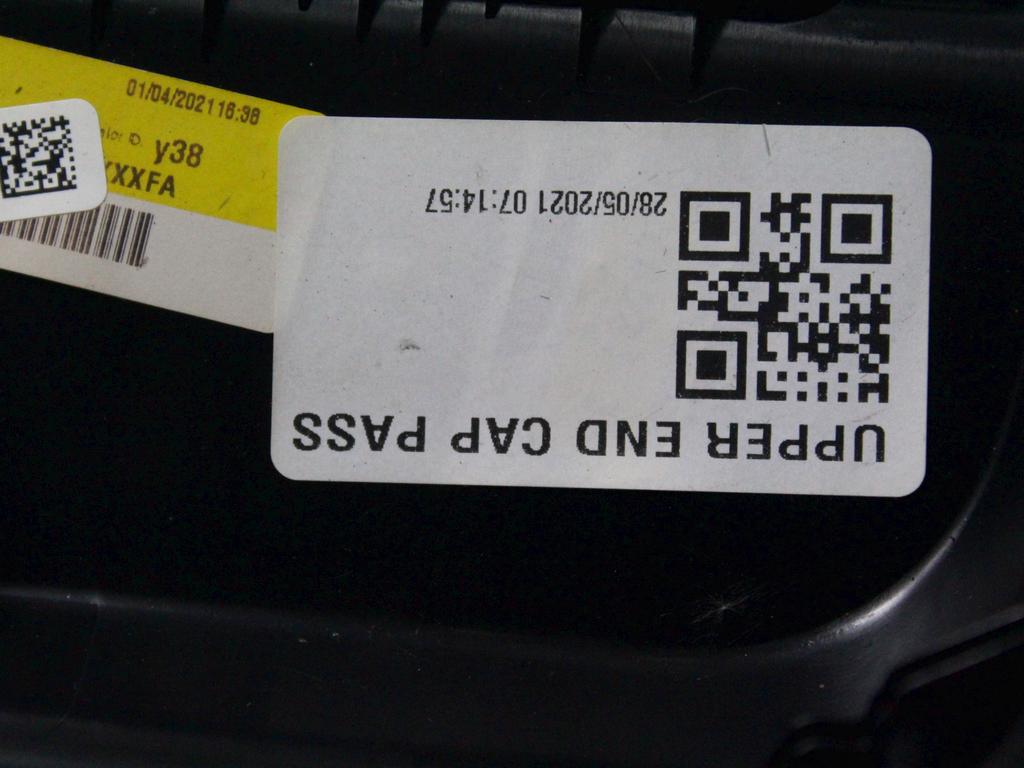 01/04/2021 16:38
y38
XXFA
UPPER END CAP PASS
28/05/2021 07:14:57